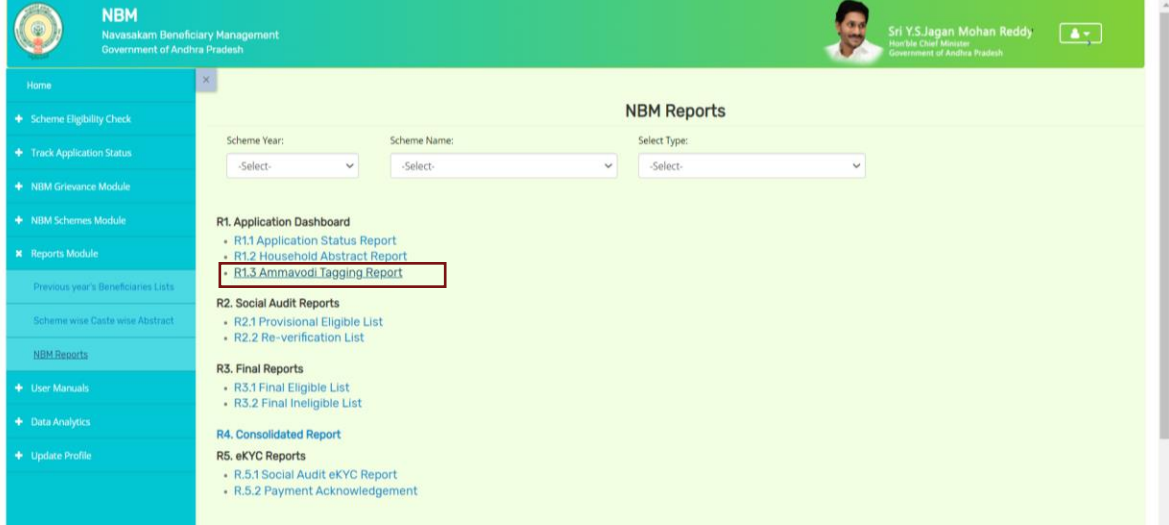 NBM
Navasakam Beneficiary Management
Government of Andhra Pradesh
Sri Y.S.Jagan Mohan Reddy
Hon'ble Chief Minister
Government of Andhra Pradesh
Home
×
+ Scheme Eligibility Check
+ Track Application Status
+ NBM Grievance Module
+ NBM Schemes Module
× Reports Module
Previous year's Beneficiaries Lists
Scheme wise Caste wise Abstract
NBM Reports
+ User Manuals
+ Data Analytics
+ Update Profile
NBM Reports
Scheme Year: Scheme Name: Select Type:
-Select- -Select- -Select-
R1. Application Dashboard
• R1.1 Application Status Report
• R1.2 Household Abstract Report
• R1.3 Ammavodi Tagging Report
R2. Social Audit Reports
• R2.1 Provisional Eligible List
• R2.2 Re-verification List
R3. Final Reports
• R3.1 Final Eligible List
• R3.2 Final Ineligible List
R4. Consolidated Report
R5. eKYC Reports
• R.5.1 Social Audit eKYC Report
• R.5.2 Payment Acknowledgement